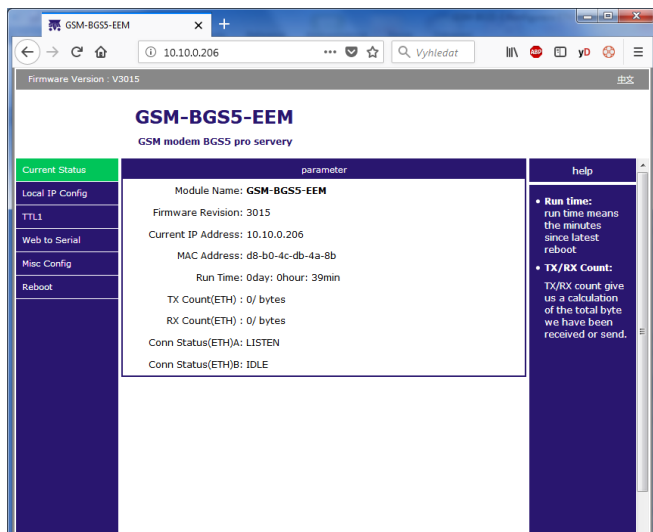 GSM-BGS5-EEM
10.10.0.206
Vyhledat
ABP
yD
Firmware Version : V3015
中文
GSM-BGS5-EEM
GSM modem BGS5 pro servery
Current Status
Local IP Config
TTL1
Web to Serial
Misc Config
Reboot
parameter
Module Name: GSM-BGS5-EEM
Firmware Revision: 3015
Current IP Address: 10.10.0.206
MAC Address: d8-b0-4c-db-4a-8b
Run Time: 0day: 0hour: 39min
TX Count(ETH) : 0/ bytes
RX Count(ETH) : 0/ bytes
Conn Status(ETH)A: LISTEN
Conn Status(ETH)B: IDLE
help
• Run time:
run time means
the minutes
since latest
reboot
• TX/RX Count:
TX/RX count give
us a calculation
of the total byte
we have been
received or send.